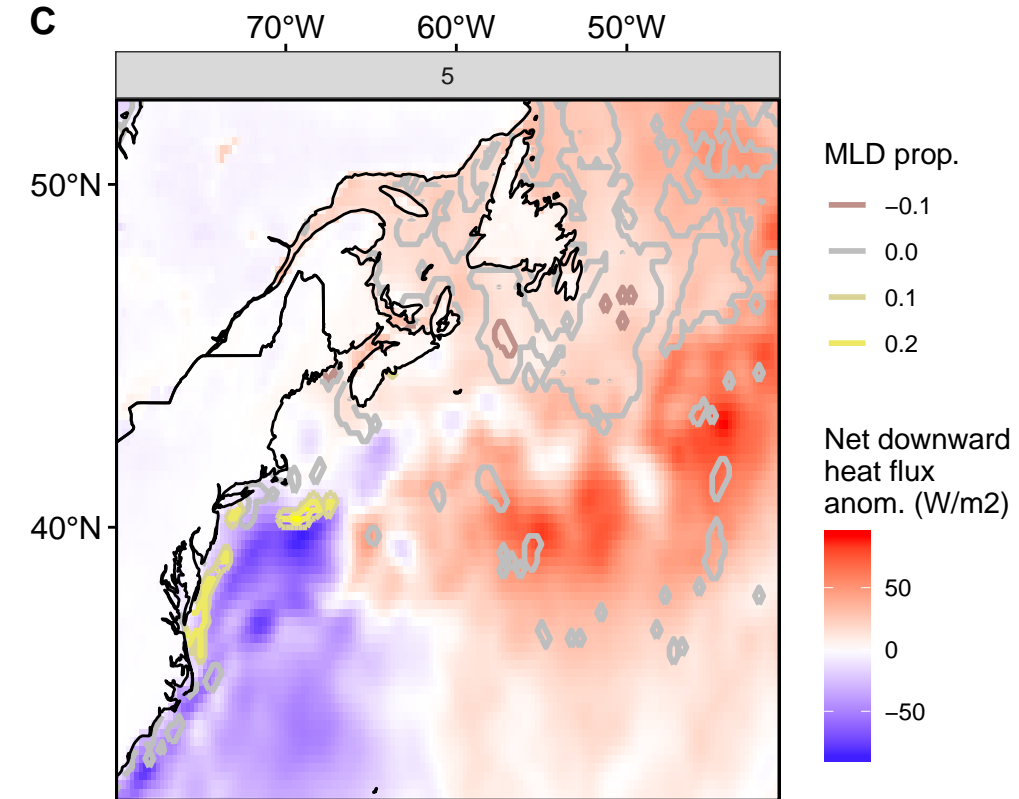 C
70°W 60°W 50°W
5
50°N
40°N
MLD prop.
−0.1
0.0
0.1
0.2
Net downward
heat flux
anom. (W/m2)
50
0
−50